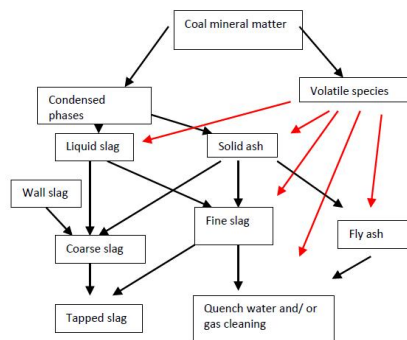 Coal mineral matter
Volatile species
Condensed
phases
Liquid slag
Solid ash
Wall slag
Fine slag
Fly ash
Coarse slag
Tapped slag
Quench water and/ or
gas cleaning